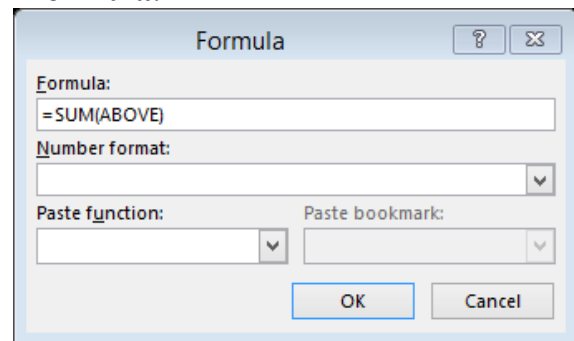 Formula
Formula:
=SUM(ABOVE)
Number format:
Paste function:
Paste bookmark:
OK
Cancel